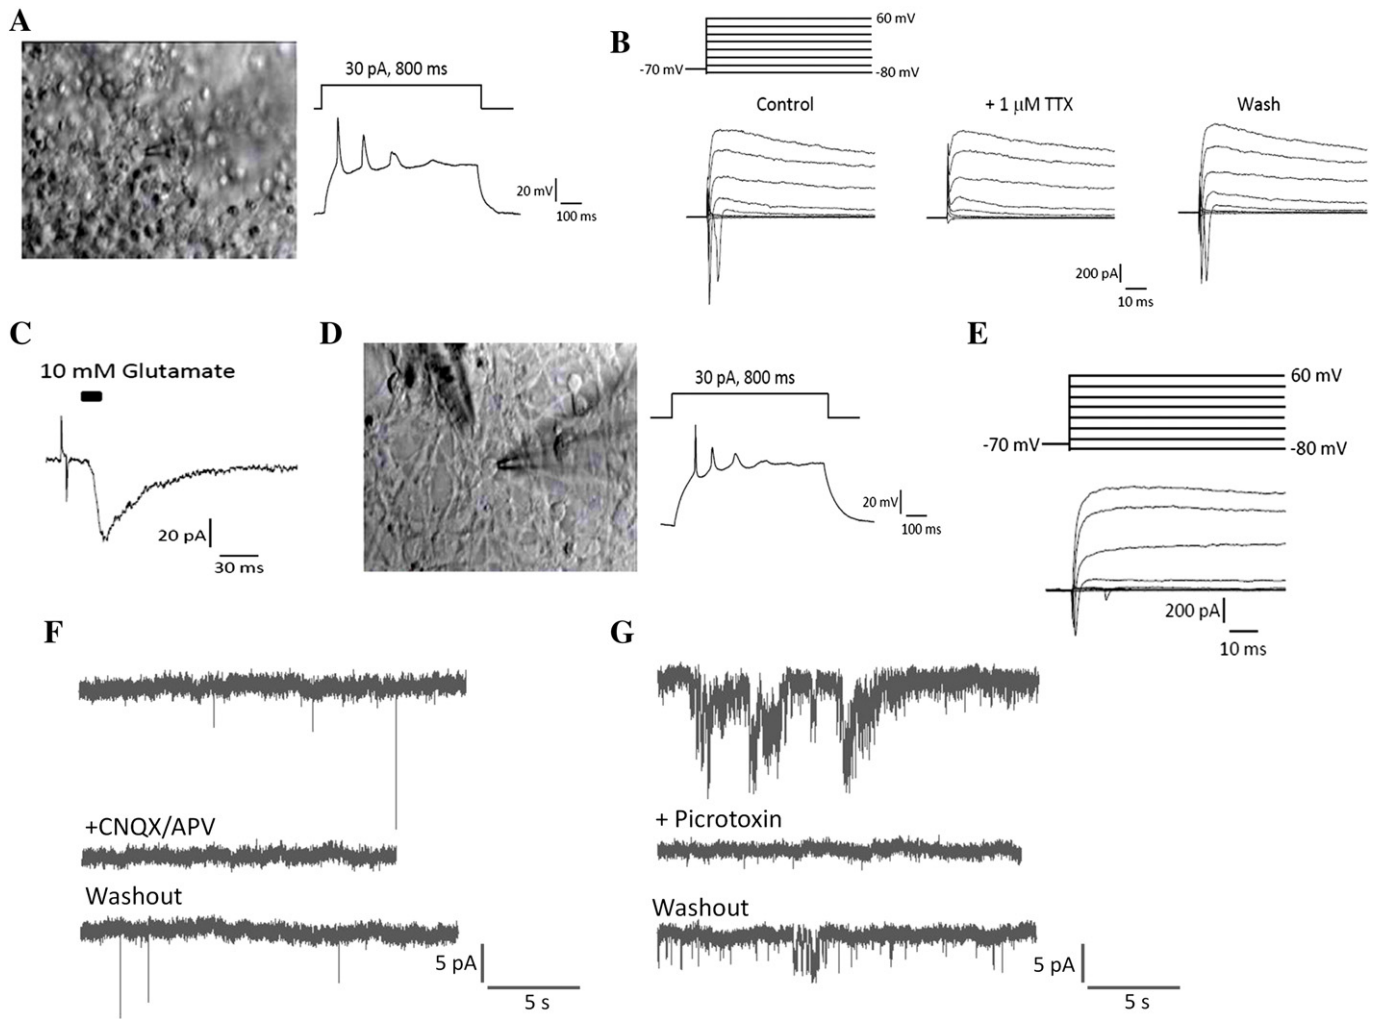 A
30 pA, 800 ms
20 mV
100 ms
B
60 mV
-70 mV
-80 mV
Control
+ 1 µM TTX
Wash
200 pA
10 ms
C
10 mM Glutamate
20 pA
30 ms
D
30 pA, 800 ms
20 mV
100 ms
E
60 mV
-70 mV
-80 mV
200 pA
10 ms
F
+CNQX/APV
Washout
5 pA
5 s
G
+ Picrotoxin
Washout
5 pA
5 s